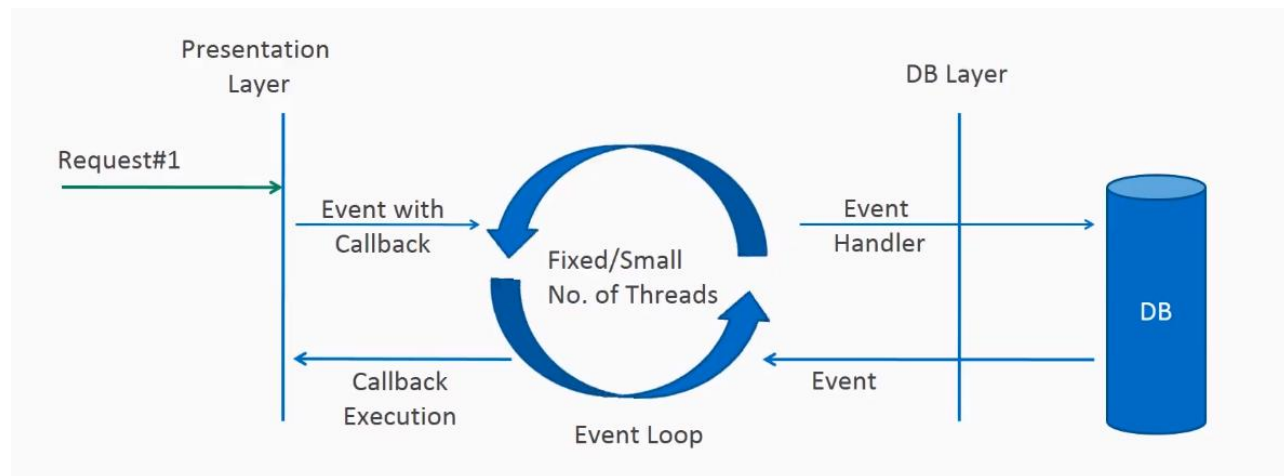 Presentation
Layer
DB Layer
Request#1
Event with
Callback
Event
Handler
Fixed/Small
No. of Threads
DB
Callback
Execution
Event
Event Loop